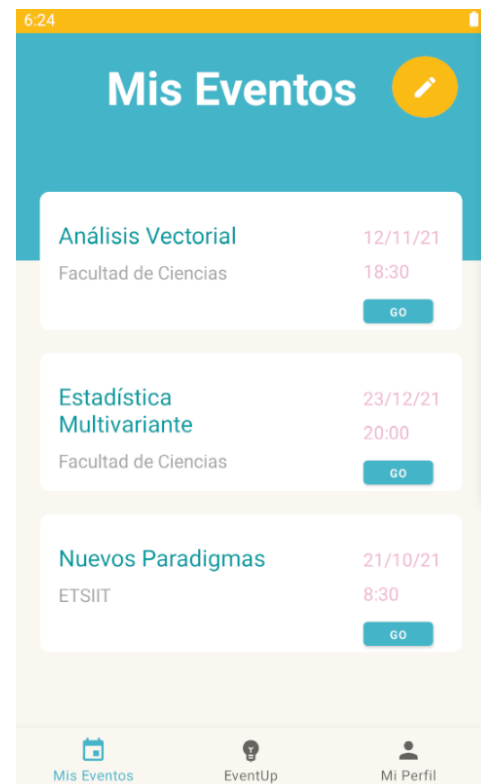 6:24
Mis Eventos
Análisis Vectorial
12/11/21
Facultad de Ciencias
18:30
GO
Estadística
Multivariante
23/12/21
20:00
Facultad de Ciencias
GO
Nuevos Paradigmas
21/10/21
ETSIIT
8:30
GO
Mis Eventos
EventUp
Mi Perfil